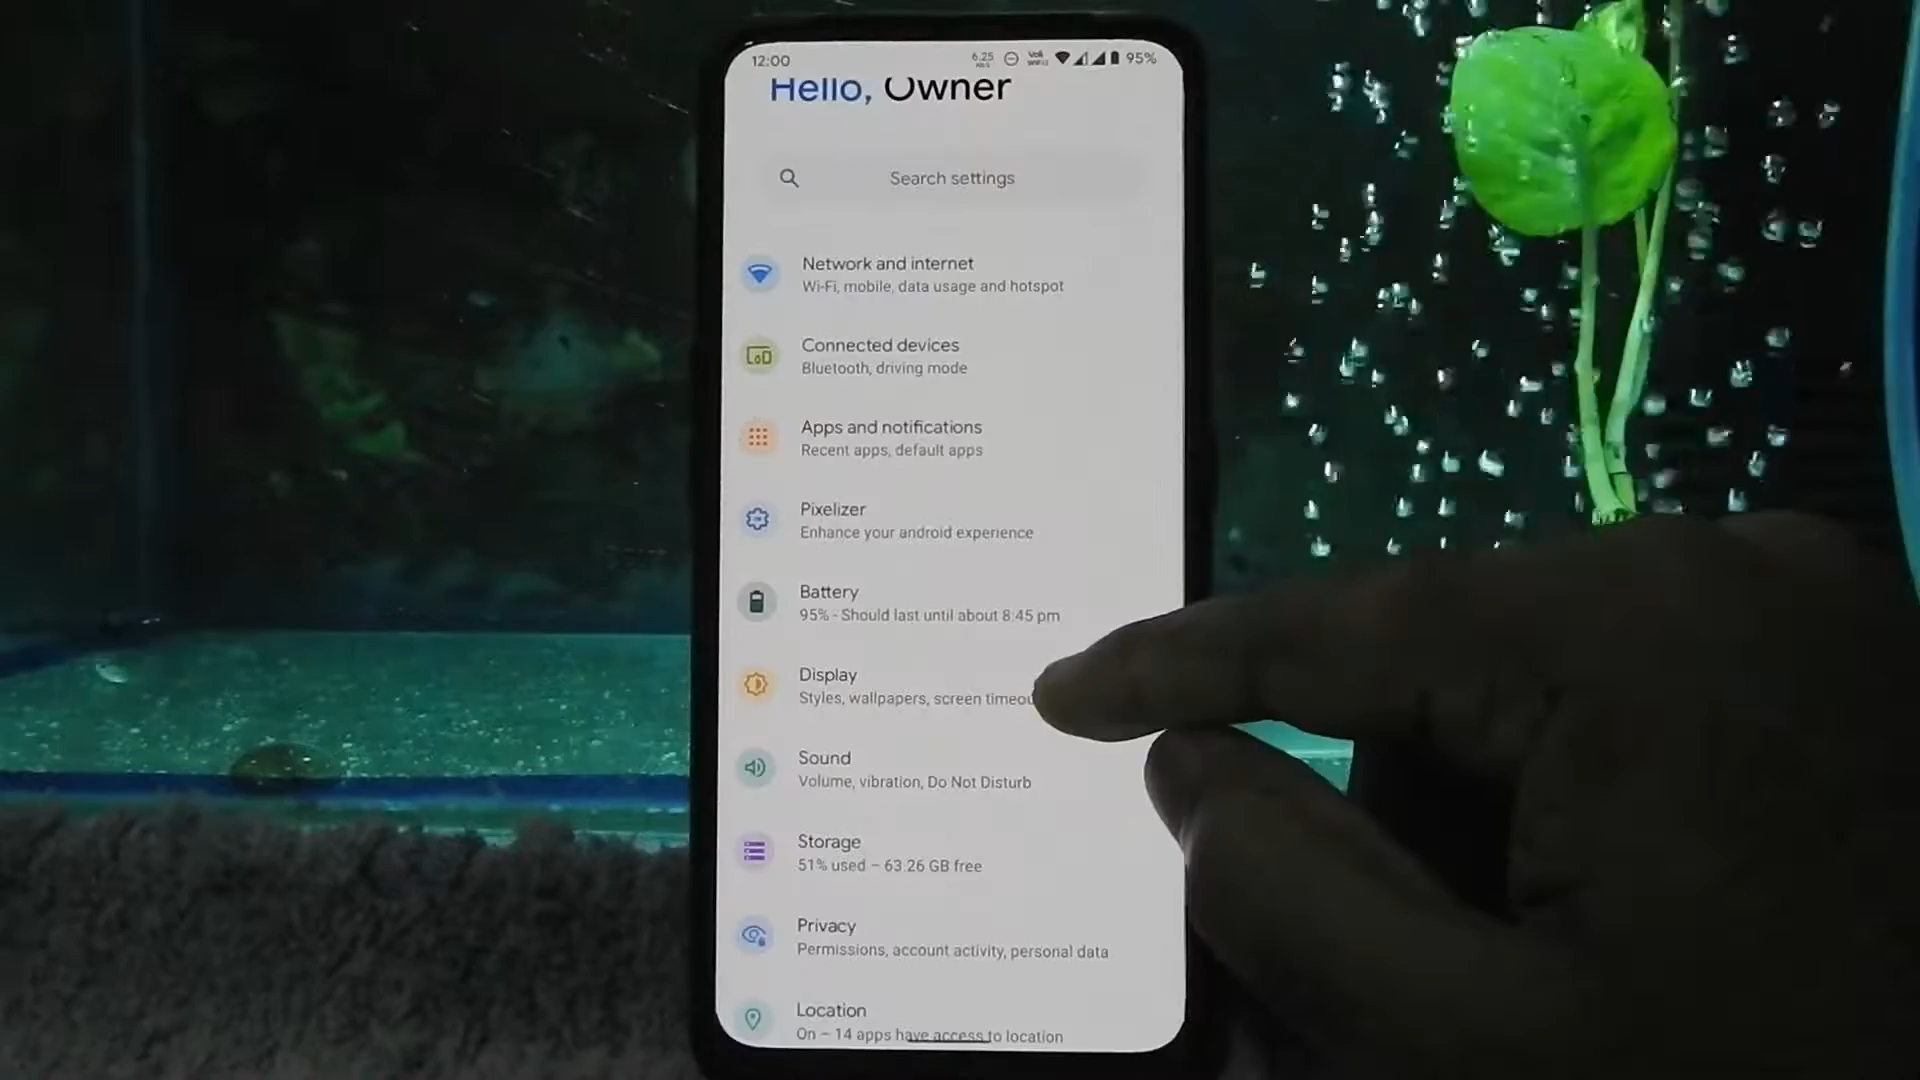 12:00
6.25
95%
Hello, Owner
Search settings
Network and internet
Wi-Fi, mobile, data usage and hotspot
Connected devices
Bluetooth, driving mode
Apps and notifications
Recent apps, default apps
Pixelizer
Enhance your android experience
Battery
95% - Should last until about 8:45 pm
Display
Styles, wallpapers, screen
Sound
Volume, vibration, Do Not Disturb
Storage
51% used – 63.26 GB free
Privacy
Permissions, account activity, personal data
Location
On – 14 apps have access to location